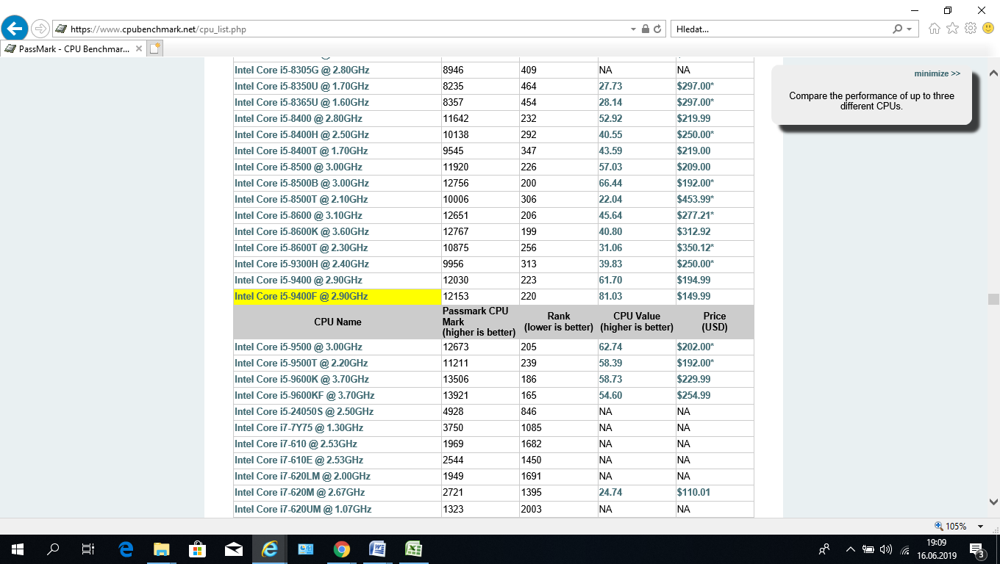 https://www.cpubenchmark.net/cpu_list.php
Hledat...
PassMark - CPU Benchmar...
Intel Core i5-8305G @ 2.80GHz 8946 409 NA NA
Intel Core i5-8350U @ 1.70GHz 8235 464 27.73 $297.00*
Intel Core i5-8365U @ 1.60GHz 8357 454 28.14 $297.00*
Intel Core i5-8400 @ 2.80GHz 11642 232 52.92 $219.99
Intel Core i5-8400H @ 2.50GHz 10138 292 40.55 $250.00*
Intel Core i5-8400T @ 1.70GHz 9545 347 43.59 $219.00
Intel Core i5-8500 @ 3.00GHz 11920 226 57.03 $209.00
Intel Core i5-8500B @ 3.00GHz 12756 200 66.44 $192.00*
Intel Core i5-8500T @ 2.10GHz 10006 306 22.04 $453.99*
Intel Core i5-8600 @ 3.10GHz 12651 206 45.64 $277.21*
Intel Core i5-8600K @ 3.60GHz 12767 199 40.80 $312.92
Intel Core i5-8600T @ 2.30GHz 10875 256 31.06 $350.12*
Intel Core i5-9300H @ 2.40GHz 9956 313 39.83 $250.00*
Intel Core i5-9400 @ 2.90GHz 12030 223 61.70 $194.99
Intel Core i5-9400F @ 2.90GHz 12153 220 81.03 $149.99
CPU Name
Passmark CPU
Mark
(higher is better)
Rank
(lower is better)
CPU Value
(higher is better)
Price
(USD)
Intel Core i5-9500 @ 3.00GHz 12673 205 62.74 $202.00*
Intel Core i5-9500T @ 2.20GHz 11211 239 58.39 $192.00*
Intel Core i5-9600K @ 3.70GHz 13506 186 58.73 $229.99
Intel Core i5-9600KF @ 3.70GHz 13921 165 54.60 $254.99
Intel Core i5-24050S @ 2.50GHz 4928 846 NA NA
Intel Core i7-7Y75 @ 1.30GHz 3750 1085 NA NA
Intel Core i7-610 @ 2.53GHz 1969 1682 NA NA
Intel Core i7-610E @ 2.53GHz 2544 1450 NA NA
Intel Core i7-620LM @ 2.00GHz 1949 1691 NA NA
Intel Core i7-620M @ 2.67GHz 2721 1395 24.74 $110.01
Intel Core i7-620UM @ 1.07GHz 1323 2003 NA NA
minimize >>
Compare the performance of up to three
different CPUs.
105%
19:09
16.06.2019
3